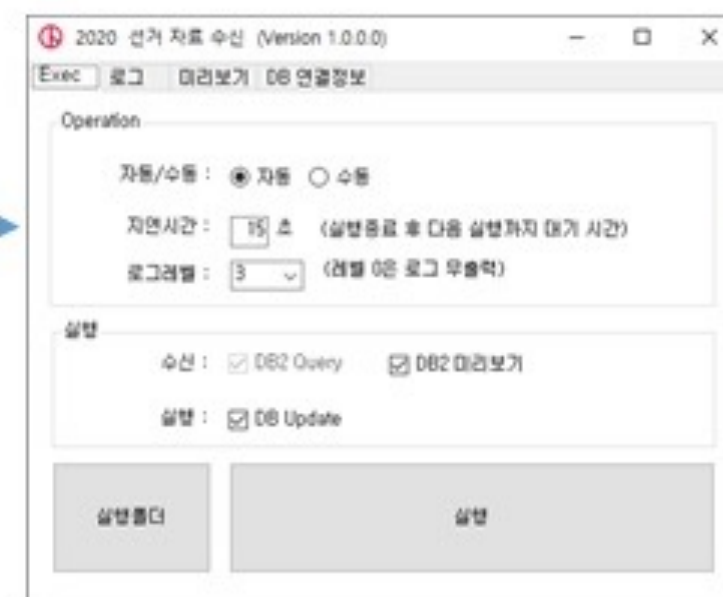 2020 선거 자료 수신 (Version 1.0.0.0)
Exec 로그 미리보기 DB 연결정보
Operation
자동/수동 : 자동 수동
지연시간 : 15 초 (실행종료 후 다음 실행까지 대기 시간)
로그레벨 : 3 (레벨 0은 로그 무출력)
실행
수신 : DB2 Query DB2 미리보기
실행 : DB Update
실행폴더 실행